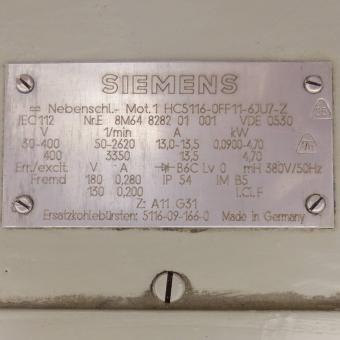 SIEMENS
Nebenschl.- Mot. 1 HC5116-0FF11-6JU7-Z
IEC112 Nr.E 8M64 8282 01 001 VDE 0530
V 1/min A kW
30-400 50-2620 13,0-13,5 0,0900-4,70
400 3350 13,5 4,70
Err./excit. V - A B6C Lv 0 mH 380V/50Hz
Fremd 180 0,280 IP 54 IM B5
130 0,200 I.Cl.F
Z: A11 G31
Ersatzkohlebürsten: 5116-09-166-0 Made in Germany